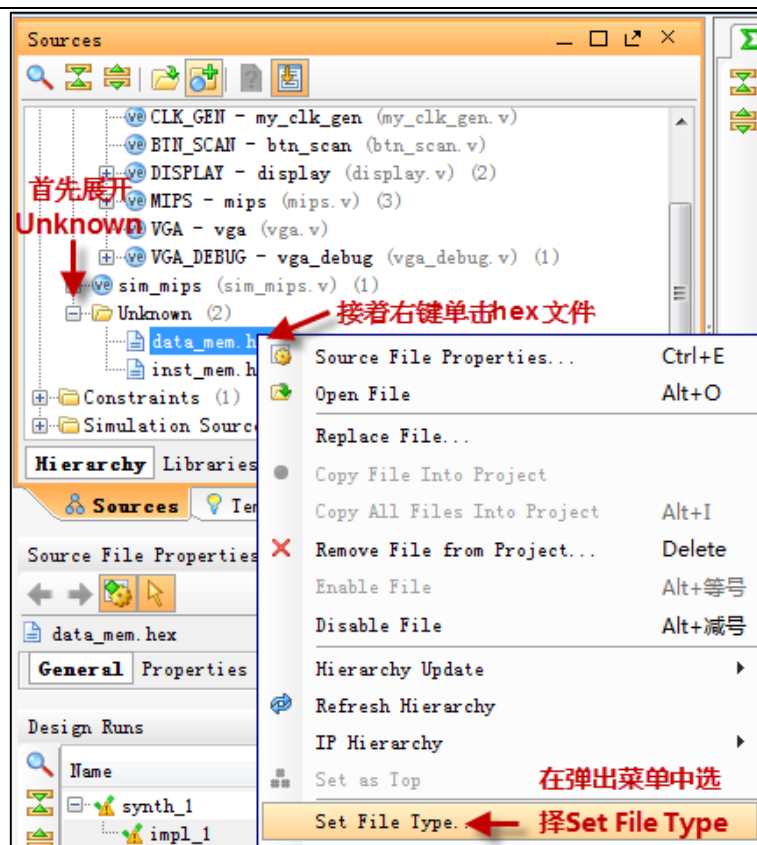 Sources
CLK_GEN - my_clk_gen (my_clk_gen.v)
BTN_SCAN - btn_scan (btn_scan.v)
DISPLAY - display (display.v) (2)
首先展开
MIPS - mips (mips.v) (3)
Unknown
VGA - vga (vga.v)
VGA_DEBUG - vga_debug (vga_debug.v) (1)
sim_mips (sim_mips.v) (1)
Unknown (2)
接着右键单击hex文件
data_mem.h
inst_mem.h
Constraints (1)
Simulation Sourc
Hierarchy Libraries
Sources Te
Source File Properties
data_mem.hex
General Properties
Design Runs
Name
synth_1
impl_1
Source File Properties... Ctrl+E
Open File Alt+O
Replace File...
Copy File Into Project
Copy All Files Into Project Alt+I
Remove File from Project... Delete
Enable File Alt+等号
Disable File Alt+减号
Hierarchy Update
Refresh Hierarchy
IP Hierarchy
Set as Top 在弹出菜单中选
Set File Type.. 择Set File Type